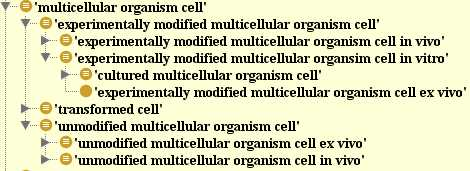 'multicellular organism cell'
'experimentally modified multicellular organism cell'
'experimentally modified multicellular organism cell in vivo'
'experimentally modified multicellular organsim cell in vitro'
'cultured multicellular organism cell'
'experimentally modified multicellular organism cell ex vivo'
'transformed cell'
'unmodified multicellular organism cell'
'unmodified multicellular organism cell ex vivo'
'unmodified multicellular organism cell in vivo'